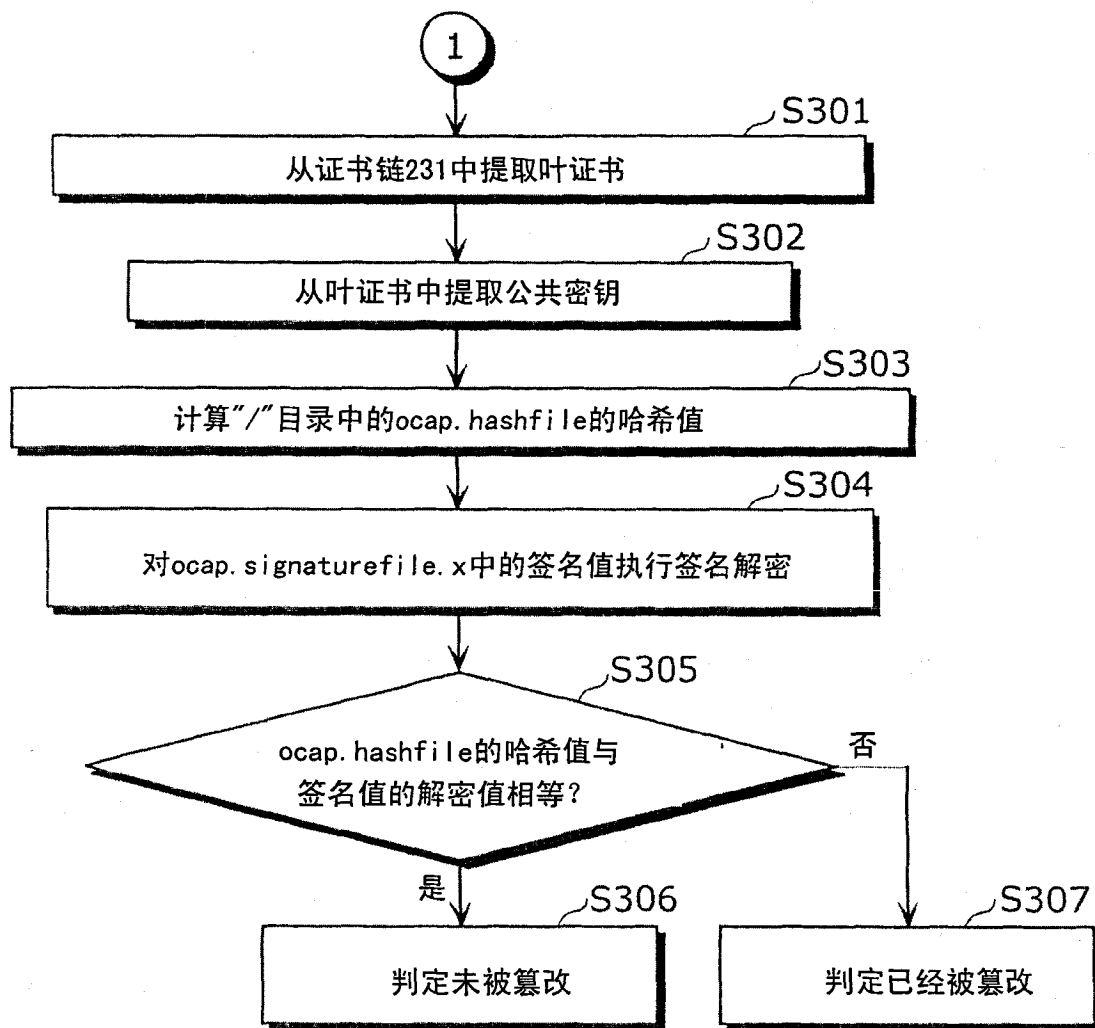 1
S301
从证书链231中提取叶证书
S302
从叶证书中提取公共密钥
S303
计算"/"目录中的ocap.hashfile的哈希值
S304
对ocap.signaturefile.x中的签名值执行签名解密
S305
ocap.hashfile的哈希值与
签名值的解密值相等?
否
是
S306
判定未被篡改
S307
判定已经被篡改